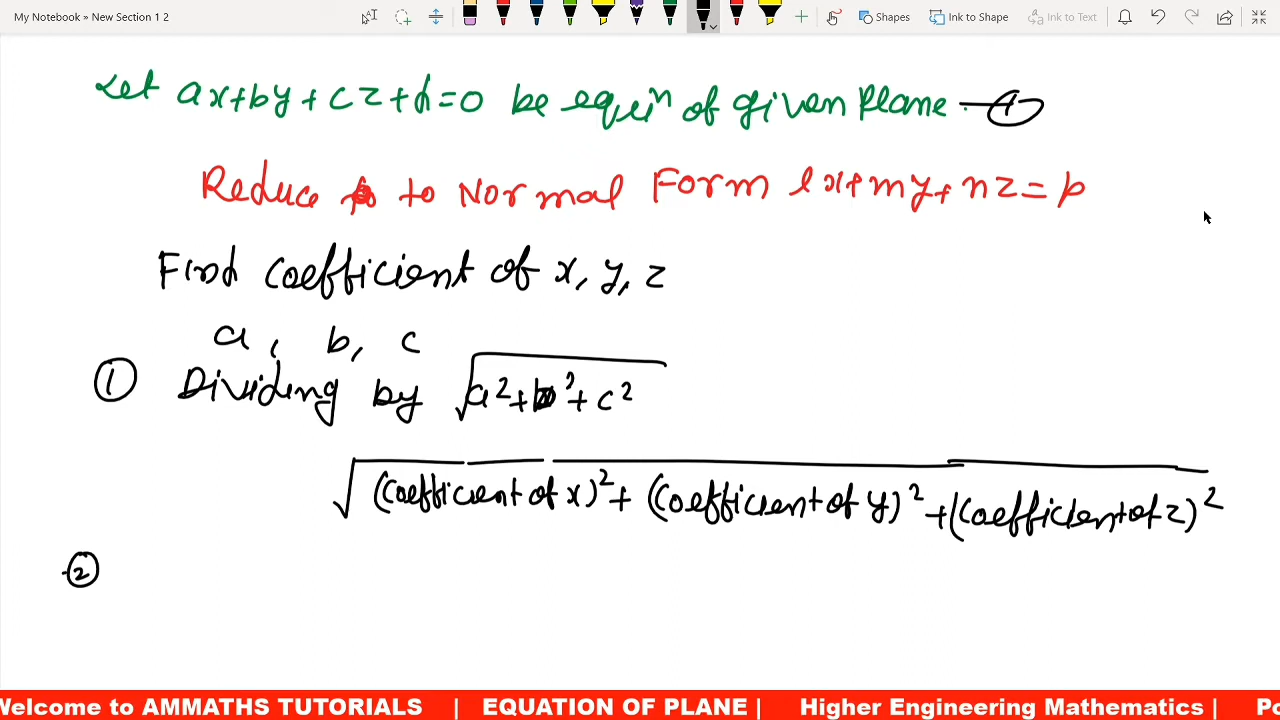 My Notebook » New Section 1 2
Shapes Ink to Shape Ink to Text
Let ax+by+cz+d=0 be equin of given Plane — 1
Reduce to Normal Form lx+my+nz=p
Find coefficient of x, y, z
a, b, c
① Dividing by √a²+b²+c²
√(Coefficient of x)²+(Coefficient of y)²+(Coefficient of z)²
②
Welcome to AMMATHS TUTORIALS | EQUATION OF PLANE | Higher Engineering Mathematics | Po